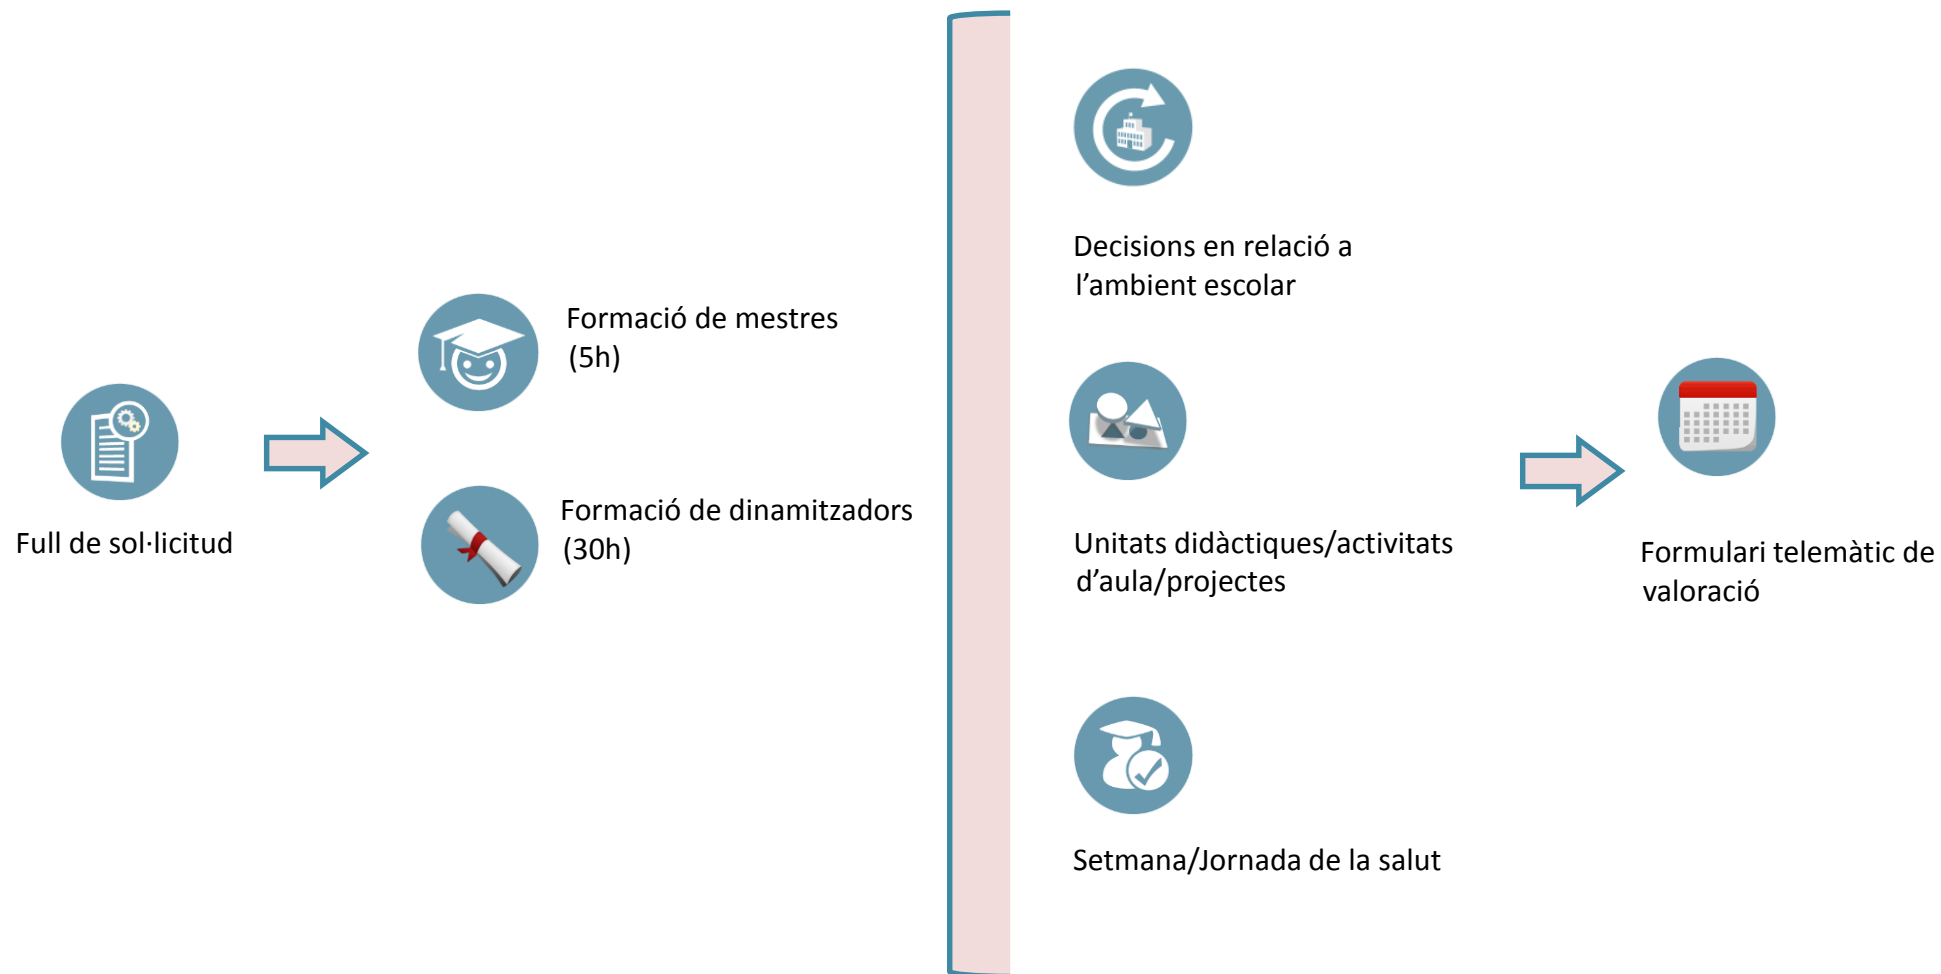 Full de sol·licitud
Formació de mestres
(5h)
Formació de dinamitzadors
(30h)
Decisions en relació a
l’ambient escolar
Unitats didàctiques/activitats
d’aula/projectes
Setmana/Jornada de la salut
Formulari telemàtic de
valoració